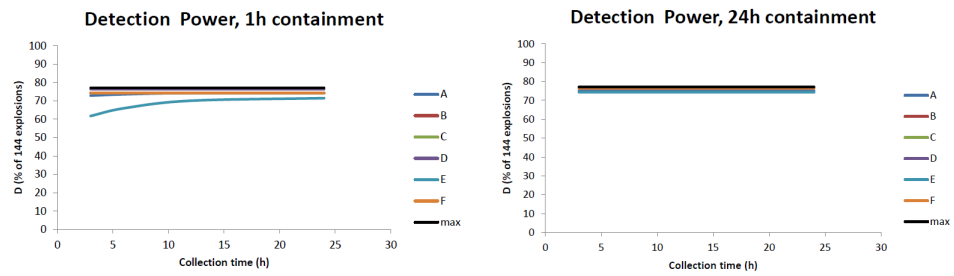 Detection Power, 1h containment
100
90
80
70
60
50
40
30
20
10
0
D (% of 144 explosions)
0 5 10 15 20 25 30
Collection time (h)
A
B
C
D
E
F
max
Detection Power, 24h containment
100
90
80
70
60
50
40
30
20
10
0
D (% of 144 explosions)
0 5 10 15 20 25 30
Collection time (h)
A
B
C
D
E
F
max